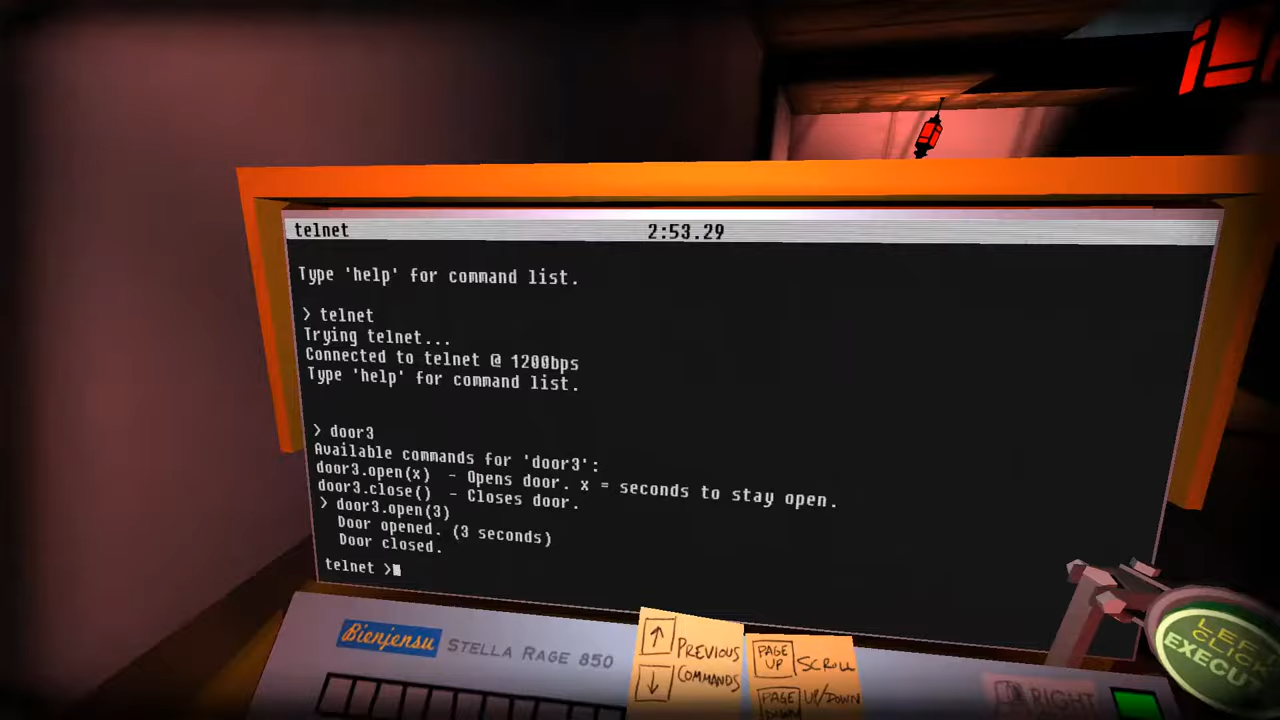 telnet 2:53.29
Type 'help' for command list.
> telnet
Trying telnet...
Connected to telnet @ 1200bps
Type 'help' for command list.
> door3
Available commands for 'door3':
door3.open(x) - Opens door. x = seconds to stay open.
door3.close() - Closes door.
> door3.open(3)
Door opened. (3 seconds)
Door closed.
telnet >
Bienjensu STELLA RAGE 850
↑ PREVIOUS
↓ COMMANDS
PAGE UP SCROLL
PAGE DOWN UP/DOWN
RIGHT
LEFT
CLICK